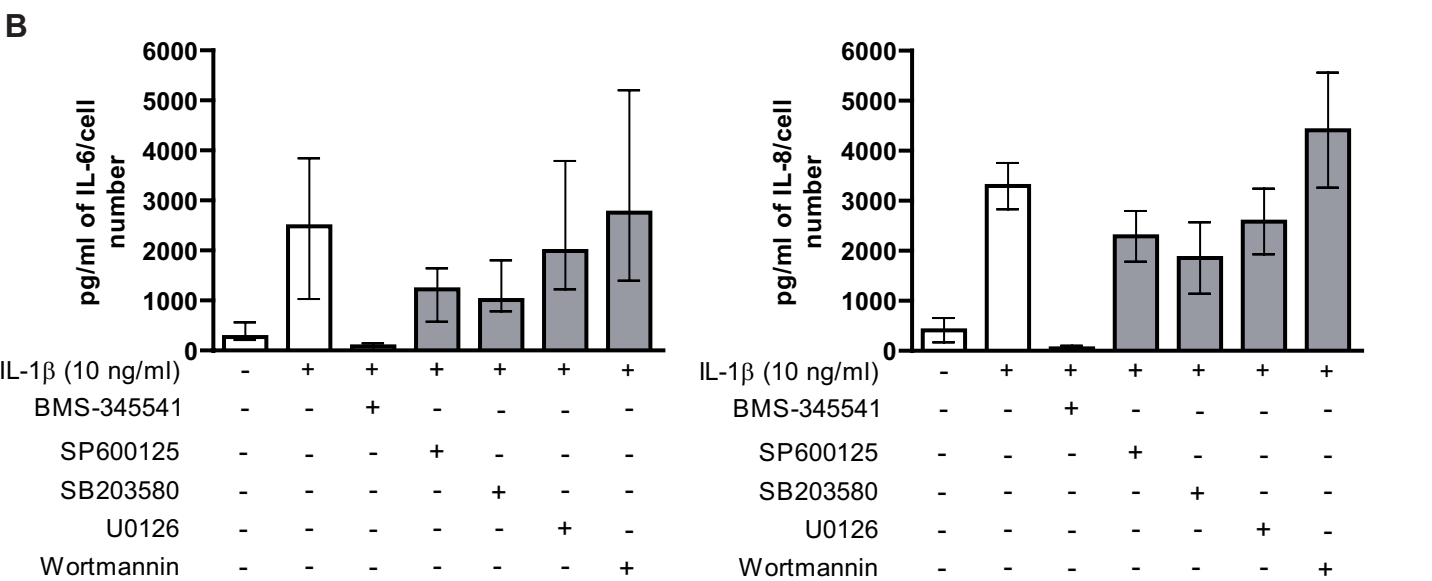 B
pg/ml of IL-6/cell
number
6000
5000
4000
3000
2000
1000
0
IL-1β (10 ng/ml) - + + + + + +
BMS-345541 - - + - - - -
SP600125 - - - + - - -
SB203580 - - - - + - -
U0126 - - - - - + -
Wortmannin - - - - - - +
pg/ml of IL-8/cell
number
6000
5000
4000
3000
2000
1000
0
IL-1β (10 ng/ml) - + + + + + +
BMS-345541 - - + - - - -
SP600125 - - - + - - -
SB203580 - - - - + - -
U0126 - - - - - + -
Wortmannin - - - - - - +